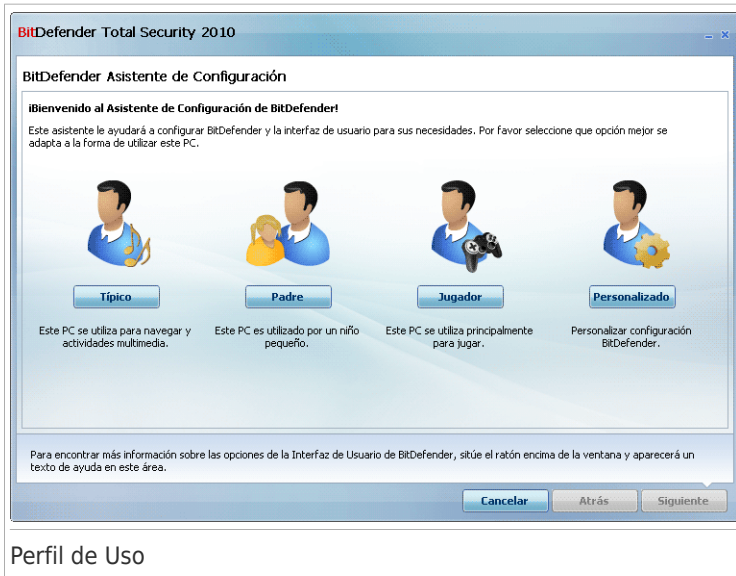 BitDefender Total Security 2010
BitDefender Asistente de Configuración
¡Bienvenido al Asistente de Configuración de BitDefender!
Este asistente le ayudará a configurar BitDefender y la interfaz de usuario para sus necesidades. Por favor seleccione que opción mejor se
adapta a la forma de utilizar este PC.
Típico
Este PC se utiliza para navegar y
actividades multimedia.
Padre
Este PC es utilizado por un niño
pequeño.
Jugador
Este PC se utiliza principalmente
para jugar.
Personalizado
Personalizar configuración
BitDefender.
Para encontrar más información sobre las opciones de la Interfaz de Usuario de BitDefender, sitúe el ratón encima de la ventana y aparecerá un
texto de ayuda en este área.
Cancelar
Atrás
Siguiente
Perfil de Uso